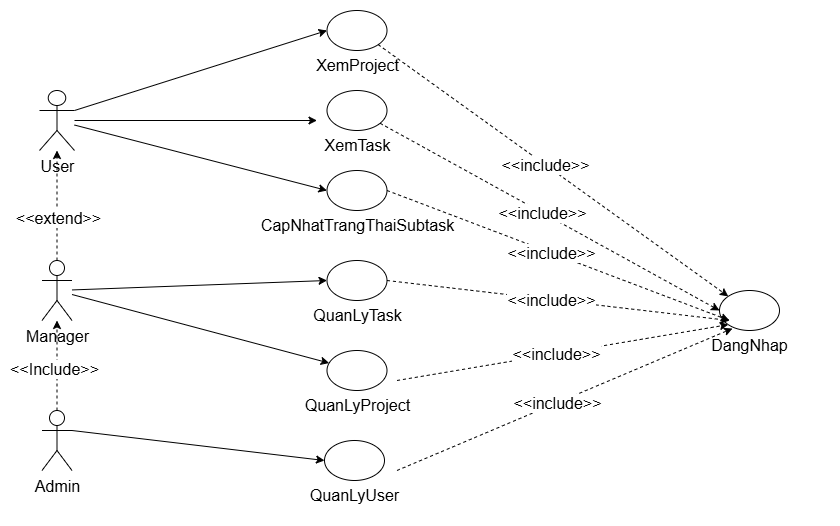 XemProject
XemTask
<<include>>
User
<<include>>
<<extend>>
CapNhatTrangThaiSubtask
<<include>>
<<include>>
QuanLyTask
Manager
DangNhap
<<include>>
<<Include>>
QuanLyProject
<<include>>
Admin
QuanLyUser